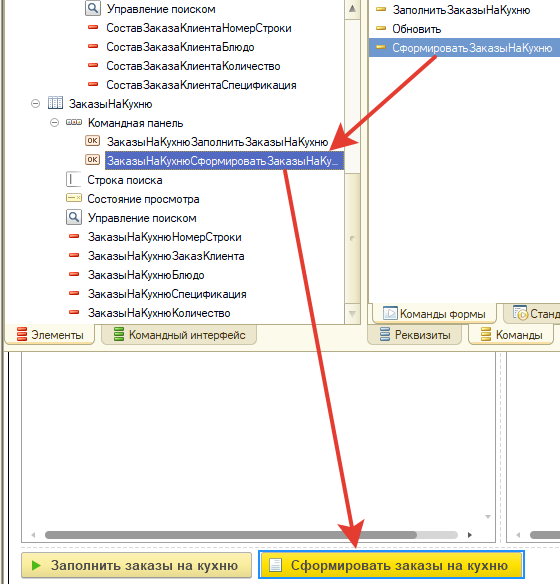 Управление поиском
СоставЗаказаКлиентаНомерСтроки
СоставЗаказаКлиентаБлюдо
СоставЗаказаКлиентаКоличество
СоставЗаказаКлиентаСпецификация
ЗаказыНаКухню
Командная панель
OK ЗаказыНаКухнюЗаполнитьЗаказыНаКухню
OK ЗаказыНаКухнюСформироватьЗаказыНаКу...
Строка поиска
Состояние просмотра
Управление поиском
ЗаказыНаКухнюНомерСтроки
ЗаказыНаКухнюЗаказКлиента
ЗаказыНаКухнюБлюдо
ЗаказыНаКухнюСпецификация
ЗаказыНаКухнюКоличество
Элементы Командный интерфейс
ЗаполнитьЗаказыНаКухню
Обновить
СформироватьЗаказыНаКухню
Команды формы Станд
Реквизиты Команды
Заполнить заказы на кухню Сформировать заказы на кухню